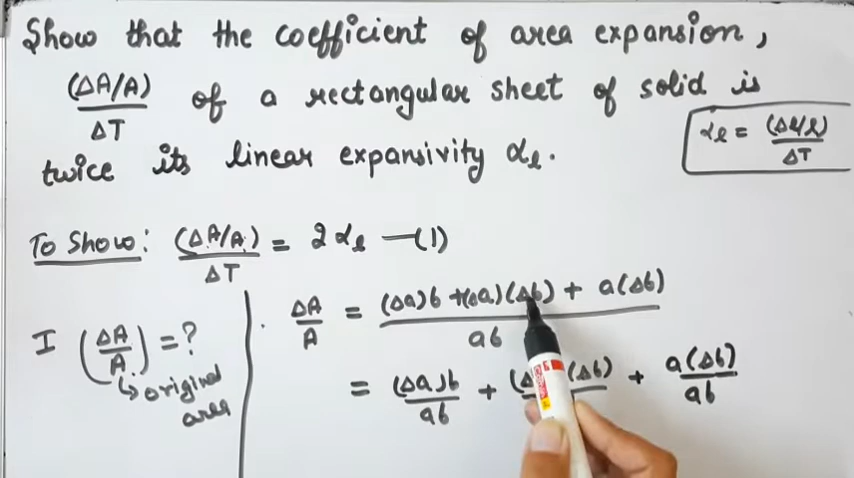 Show that the coefficient of area expansion,
(ΔA/A)/ΔT of a rectangular sheet of solid is
twice its linear expansivity αℓ.
αℓ = (Δℓ/ℓ)/ΔT
To Show: (ΔA/A)/ΔT = 2αℓ —(1)
I (ΔA/A) = ?
↳ original
area
ΔA/A = ((Δa)b + (Δa)(Δb) + a(Δb))/ab
= (Δa)b/ab + (Δ (Δb) + a(Δb)/ab